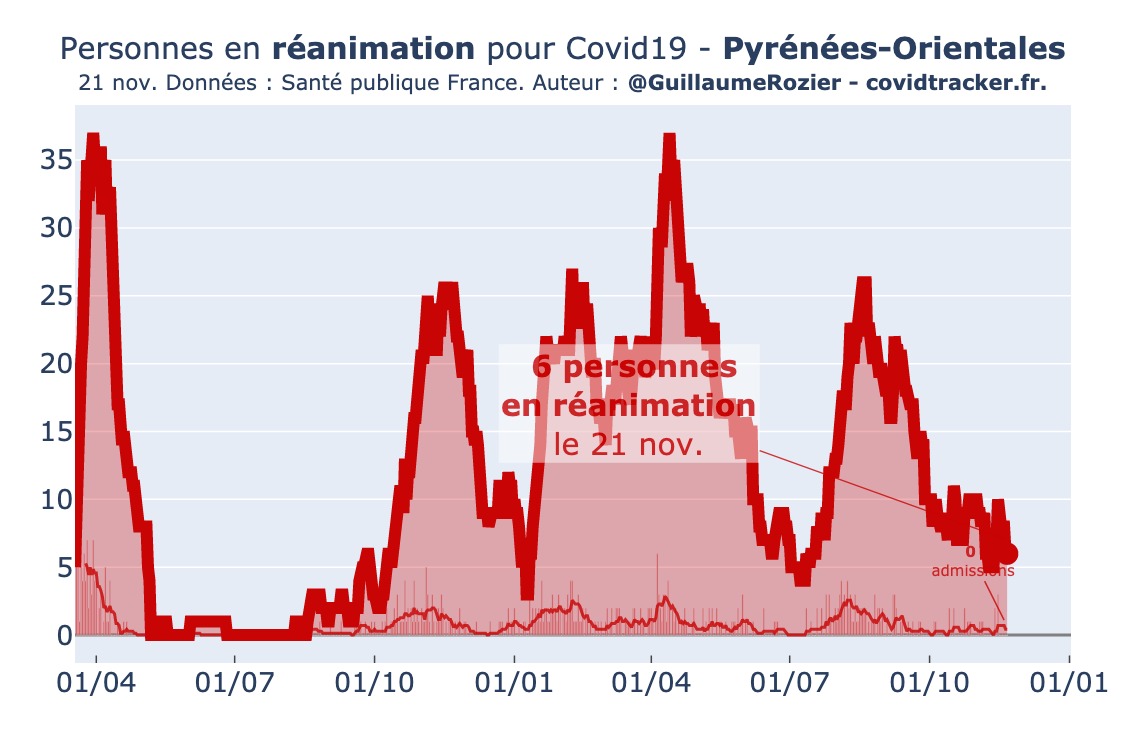 Personnes en réanimation pour Covid19 - Pyrénées-Orientales
21 nov. Données : Santé publique France. Auteur : @GuillaumeRozier - covidtracker.fr.
35
30
25
20
15
10
5
0
6 personnes
en réanimation
le 21 nov.
0
admissions
01/04 01/07 01/10 01/01 01/04 01/07 01/10 01/01